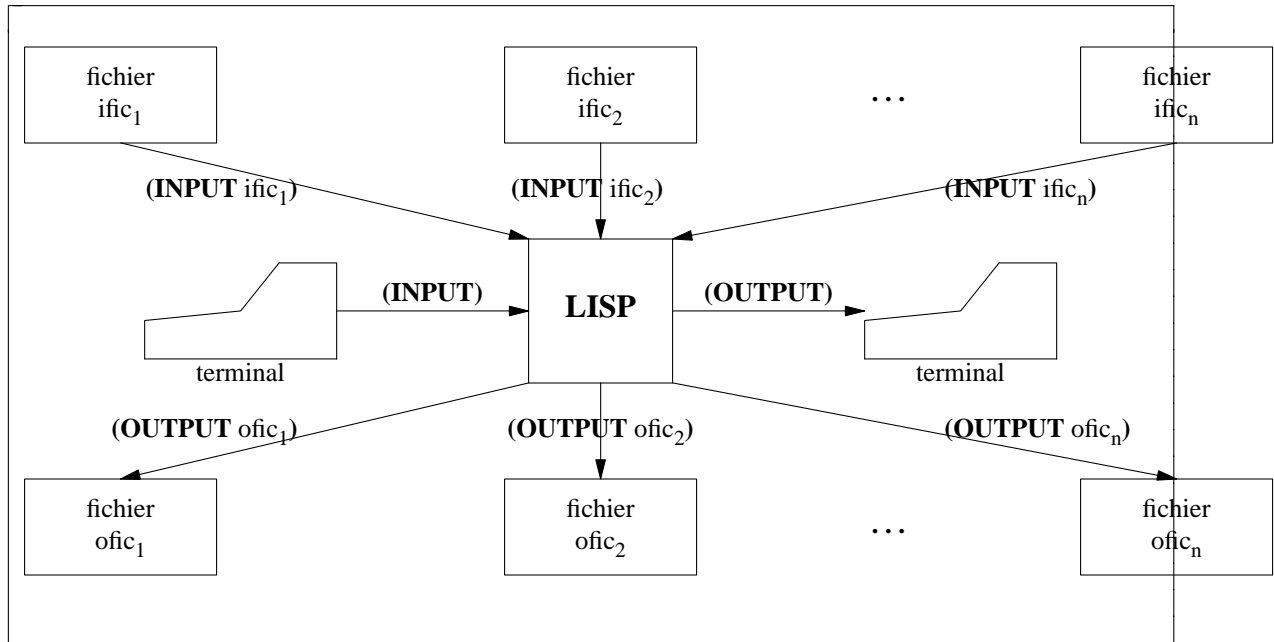 fichier
ific₁
fichier
ific₂
...
fichier
ificₙ
(INPUT ific₁)
(INPUT ific₂)
(INPUT ificₙ)
(INPUT)
LISP
(OUTPUT)
terminal
terminal
(OUTPUT ofic₁)
(OUTPUT ofic₂)
(OUTPUT oficₙ)
fichier
ofic₁
fichier
ofic₂
...
fichier
oficₙ